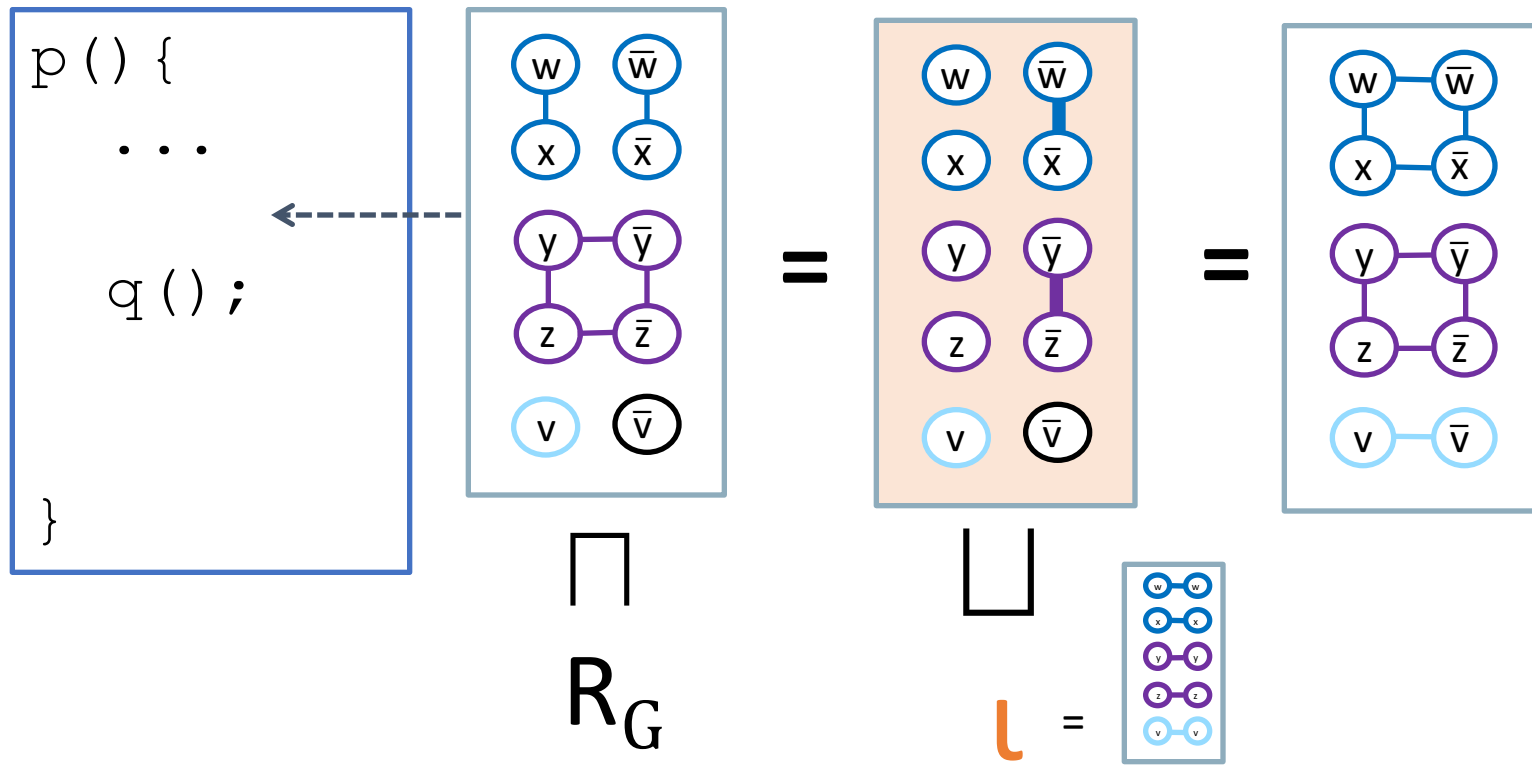 p(){
...
q();
}
w w̅
x x̅
y y̅
z z̅
v v̅
⊓
R_G
=
w w̅
x x̅
y y̅
z z̅
v v̅
⊔
ι =
w w
x x
y y
z z
v v
=
w w̅
x x̅
y y̅
z z̅
v v̅